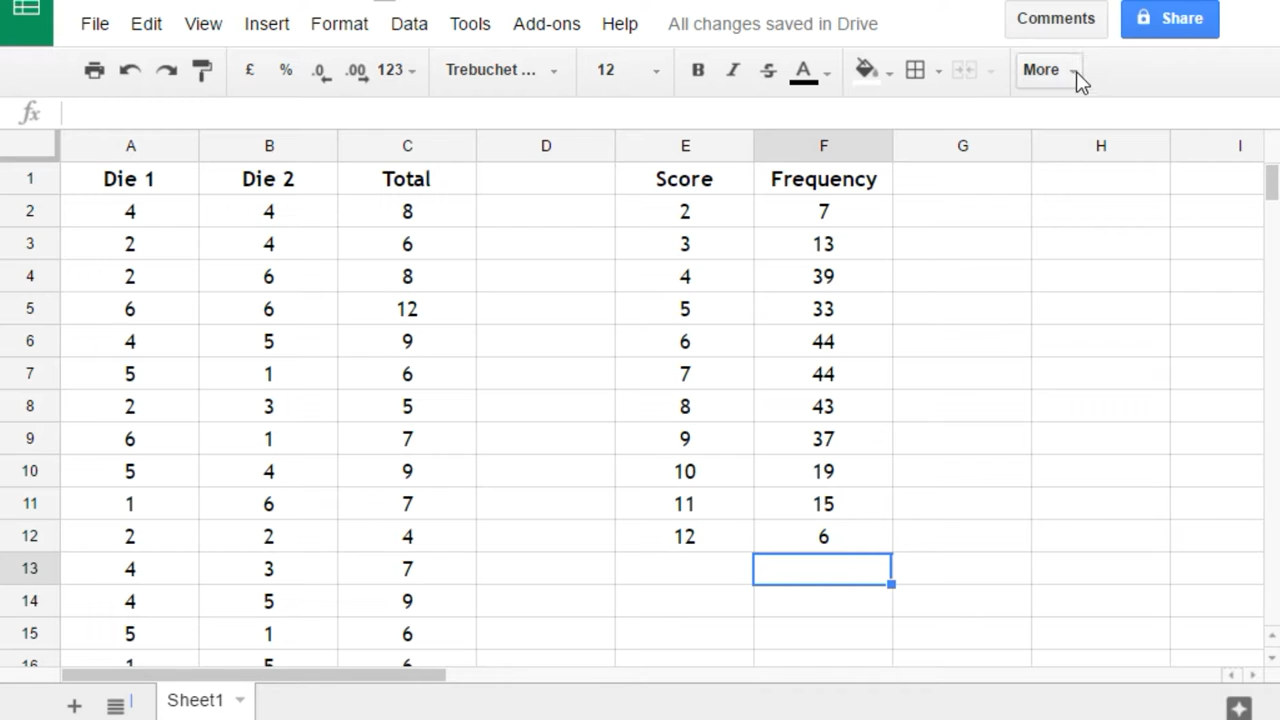 File Edit View Insert Format Data Tools Add-ons Help All changes saved in Drive Comments Share
£ % .0 .00 123 Trebuchet ... 12 B I S A More
fx
A B C D E F G H I
1 Die 1 Die 2 Total Score Frequency
2 4 4 8 2 7
3 2 4 6 3 13
4 2 6 8 4 39
5 6 6 12 5 33
6 4 5 9 6 44
7 5 1 6 7 44
8 2 3 5 8 43
9 6 1 7 9 37
10 5 4 9 10 19
11 1 6 7 11 15
12 2 2 4 12 6
13 4 3 7
14 4 5 9
15 5 1 6
16 1 5 6
Sheet1